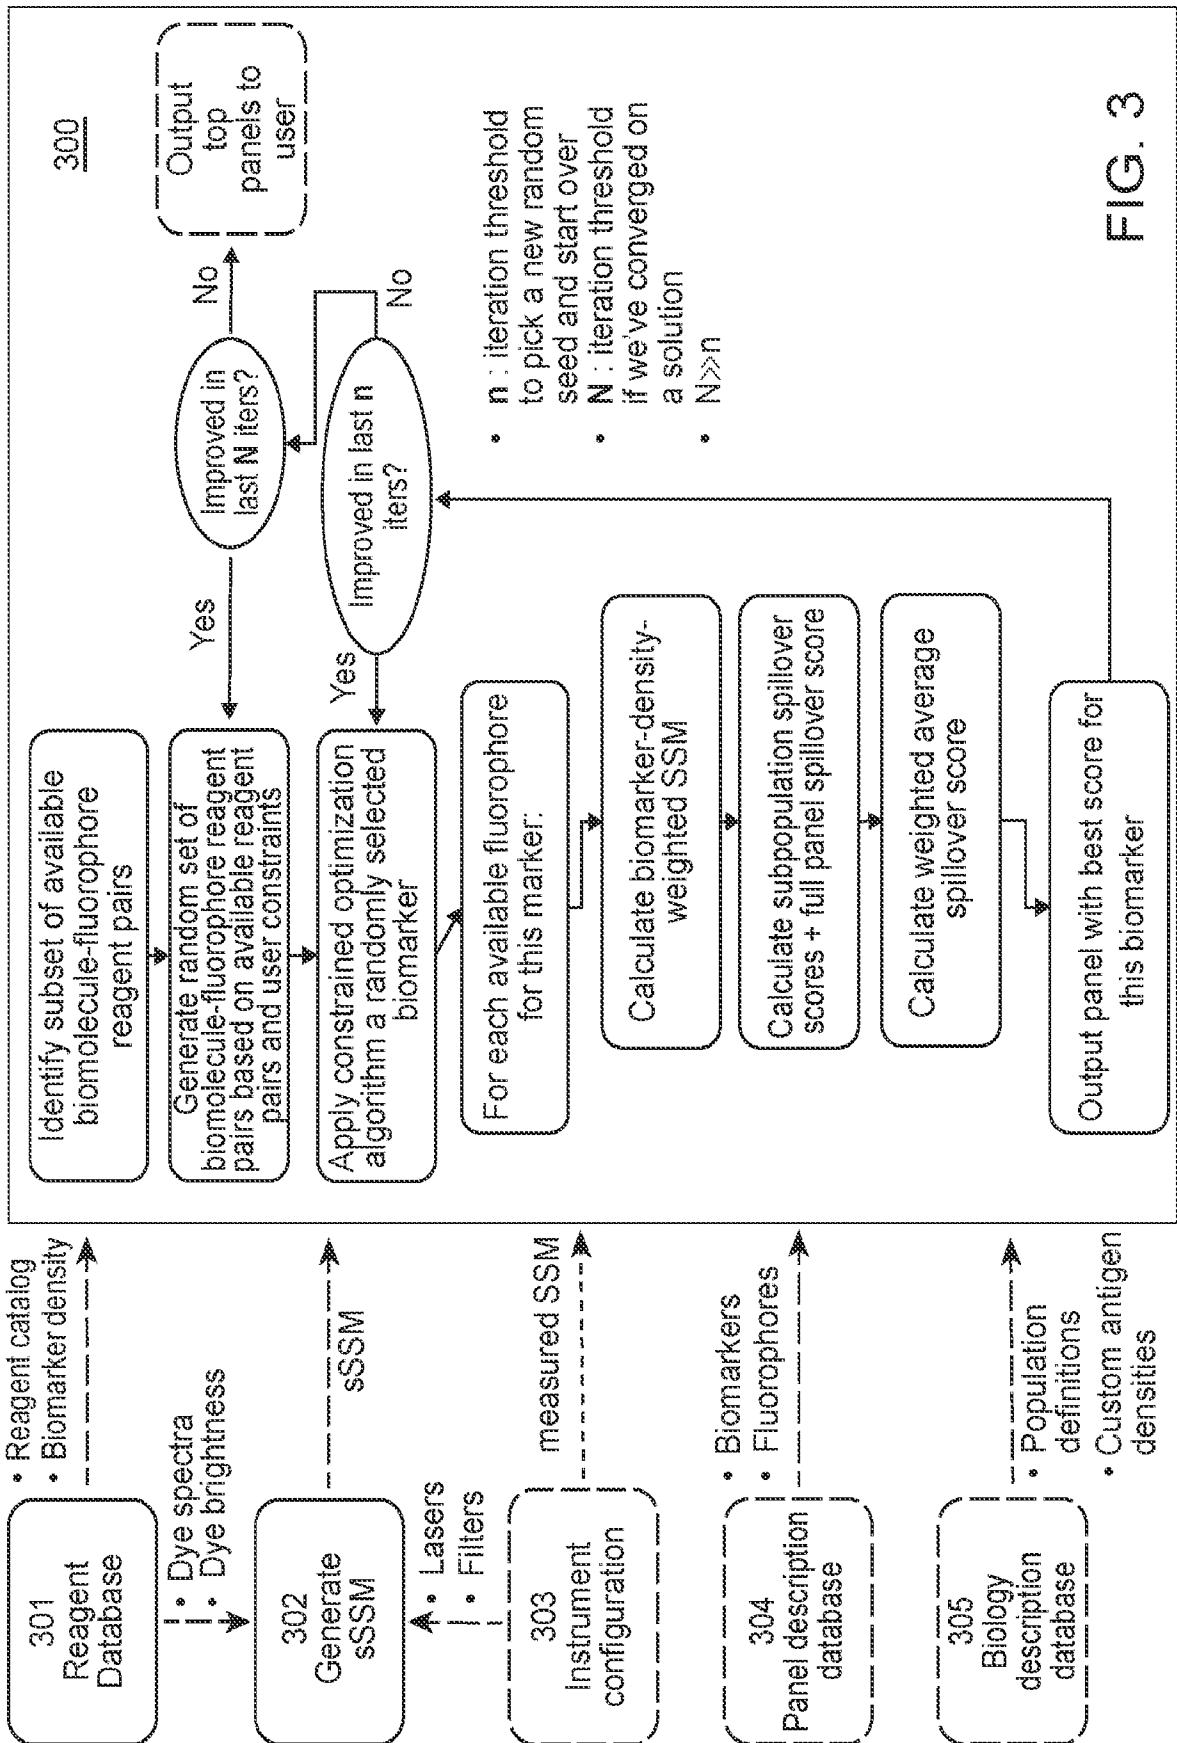 300
301
Reagent
Database
• Reagent catalog
• Biomarker density
• Dye spectra
• Dye brightness
302
Generate
sSSM
sSSM
• Lasers
• Filters
303
Instrument
configuration
measured SSM
304
Panel description
database
• Biomarkers
• Fluorophores
305
Biology
description
database
• Population
definitions
• Custom antigen
densities
Identify subset of available
biomolecule-fluorophore
reagent pairs
Generate random set of
biomolecule-fluorophore reagent
pairs based on available reagent
pairs and user constraints
Apply constrained optimization
algorithm a randomly selected
biomarker
For each available fluorophore
for this marker:
Calculate biomarker-density-
weighted SSM
Calculate subpopulation spillover
scores + full panel spillover score
Calculate weighted average
spillover score
Output panel with best score for
this biomarker
Improved in last n
iters?
Yes
No
Improved in
last N iters?
Yes
No
Output
top
panels to
user
• n : iteration threshold
to pick a new random
seed and start over
• N : iteration threshold
if we've converged on
a solution
• N>>n
FIG. 3